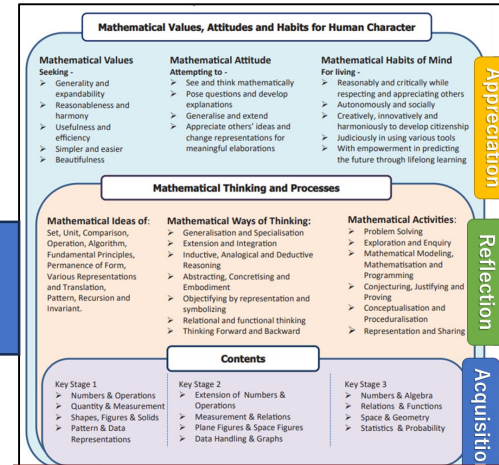 Mathematical Values, Attitudes and Habits for Human Character
Mathematical Values
Seeking -
➢ Generality and
expandability
➢ Reasonableness and
harmony
➢ Usefulness and
efficiency
➢ Simpler and easier
➢ Beautifulness
Mathematical Attitude
Attempting to -
➢ See and think mathematically
➢ Pose questions and develop
explanations
➢ Generalise and extend
➢ Appreciate others' ideas and
change representations for
meaningful elaborations
Mathematical Habits of Mind
For living -
➢ Reasonably and critically while
respecting and appreciating others
➢ Autonomously and socially
➢ Creatively, innovatively and
harmoniously to develop citizenship
➢ Judiciously in using various tools
➢ With empowerment in predicting
the future through lifelong learning
Appreciation
Mathematical Thinking and Processes
Mathematical Ideas of:
Set, Unit, Comparison,
Operation, Algorithm,
Fundamental Principles,
Permanence of Form,
Various Representations
and Translation,
Pattern, Recursion and
Invariant.
Mathematical Ways of Thinking:
➢ Generalisation and Specialisation
➢ Extension and Integration
➢ Inductive, Analogical and Deductive
Reasoning
➢ Abstracting, Concretising and
Embodiment
➢ Objectifying by representation and
symbolizing
➢ Relational and functional thinking
➢ Thinking Forward and Backward
Mathematical Activities:
➢ Problem Solving
➢ Exploration and Enquiry
➢ Mathematical Modeling,
Mathematisation and
Programming
➢ Conjecturing, Justifying and
Proving
➢ Conceptualisation and
Proceduralisation
➢ Representation and Sharing
Reflection
Contents
Key Stage 1
➢ Numbers & Operations
➢ Quantity & Measurement
➢ Shapes, Figures & Solids
➢ Pattern & Data
Representations
Key Stage 2
➢ Extension of Numbers &
Operations
➢ Measurement & Relations
➢ Plane Figures & Space Figures
➢ Data Handling & Graphs
Key Stage 3
➢ Numbers & Algebra
➢ Relations & Functions
➢ Space & Geometry
➢ Statistics & Probability
Acquisitio